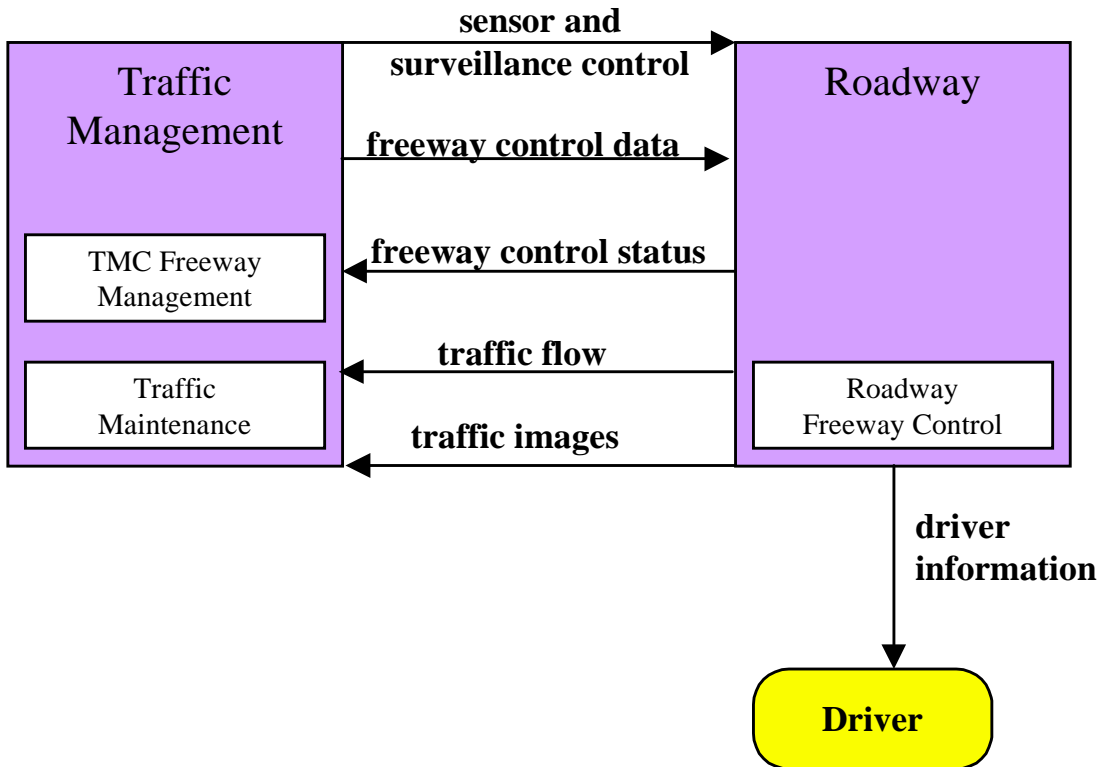 sensor and
surveillance control
Traffic
Management
Roadway
freeway control data
freeway control status
TMC Freeway
Management
traffic flow
Traffic
Maintenance
Roadway
Freeway Control
traffic images
driver
information
Driver